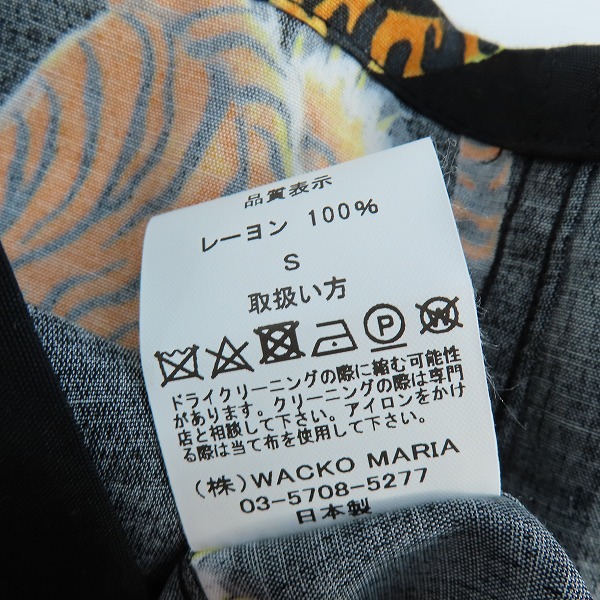 品質表示
レーヨン 100%
S
取扱い方
P W
ドライクリーニングの際に縮む可能性
があります。クリーニングの際は専門
店と相談して下さい。アイロンをかけ
る際は当て布を使用して下さい。
(株)WACKO MARIA
03-5708-5277
日本製